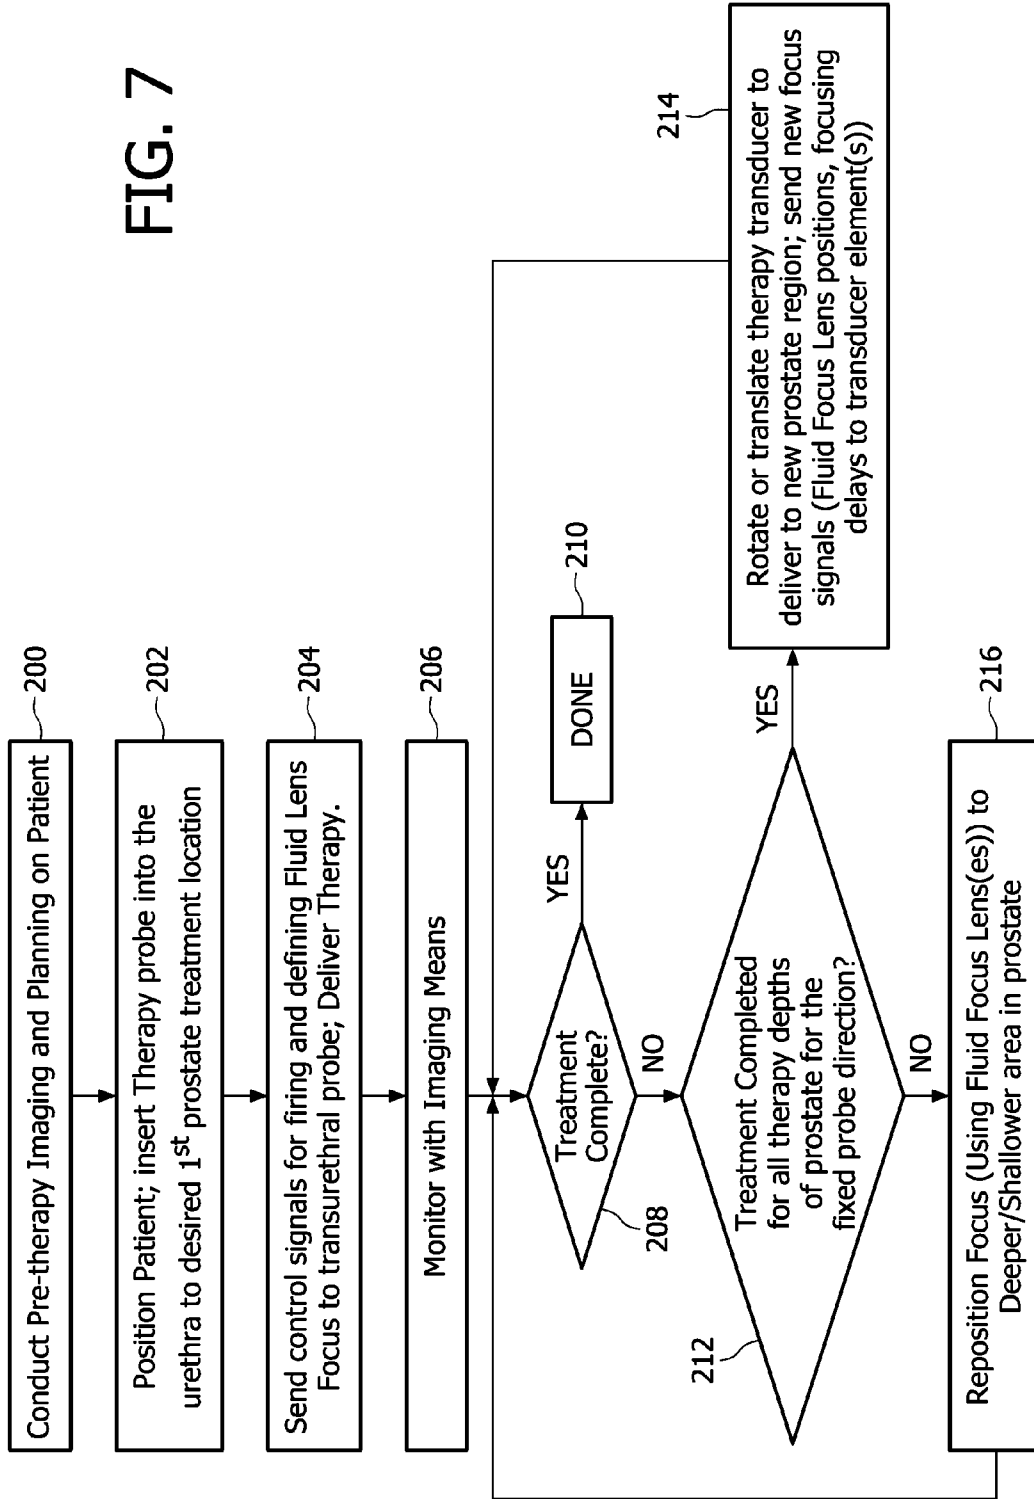 FIG. 7
Conduct Pre-therapy Imaging and Planning on Patient
200
Position Patient; insert Therapy probe into the
urethra to desired 1st prostate treatment location
202
Send control signals for firing and defining Fluid Lens
Focus to transurethral probe; Deliver Therapy.
204
Monitor with Imaging Means
206
Treatment
Complete?
208
YES
DONE
210
NO
Treatment Completed
for all therapy depths
of prostate for the
fixed probe direction?
212
YES
Rotate or translate therapy transducer to
deliver to new prostate region; send new focus
signals (Fluid Focus Lens positions, focusing
delays to transducer element(s))
214
NO
Reposition Focus (Using Fluid Focus Lens(es)) to
Deeper/Shallower area in prostate
216